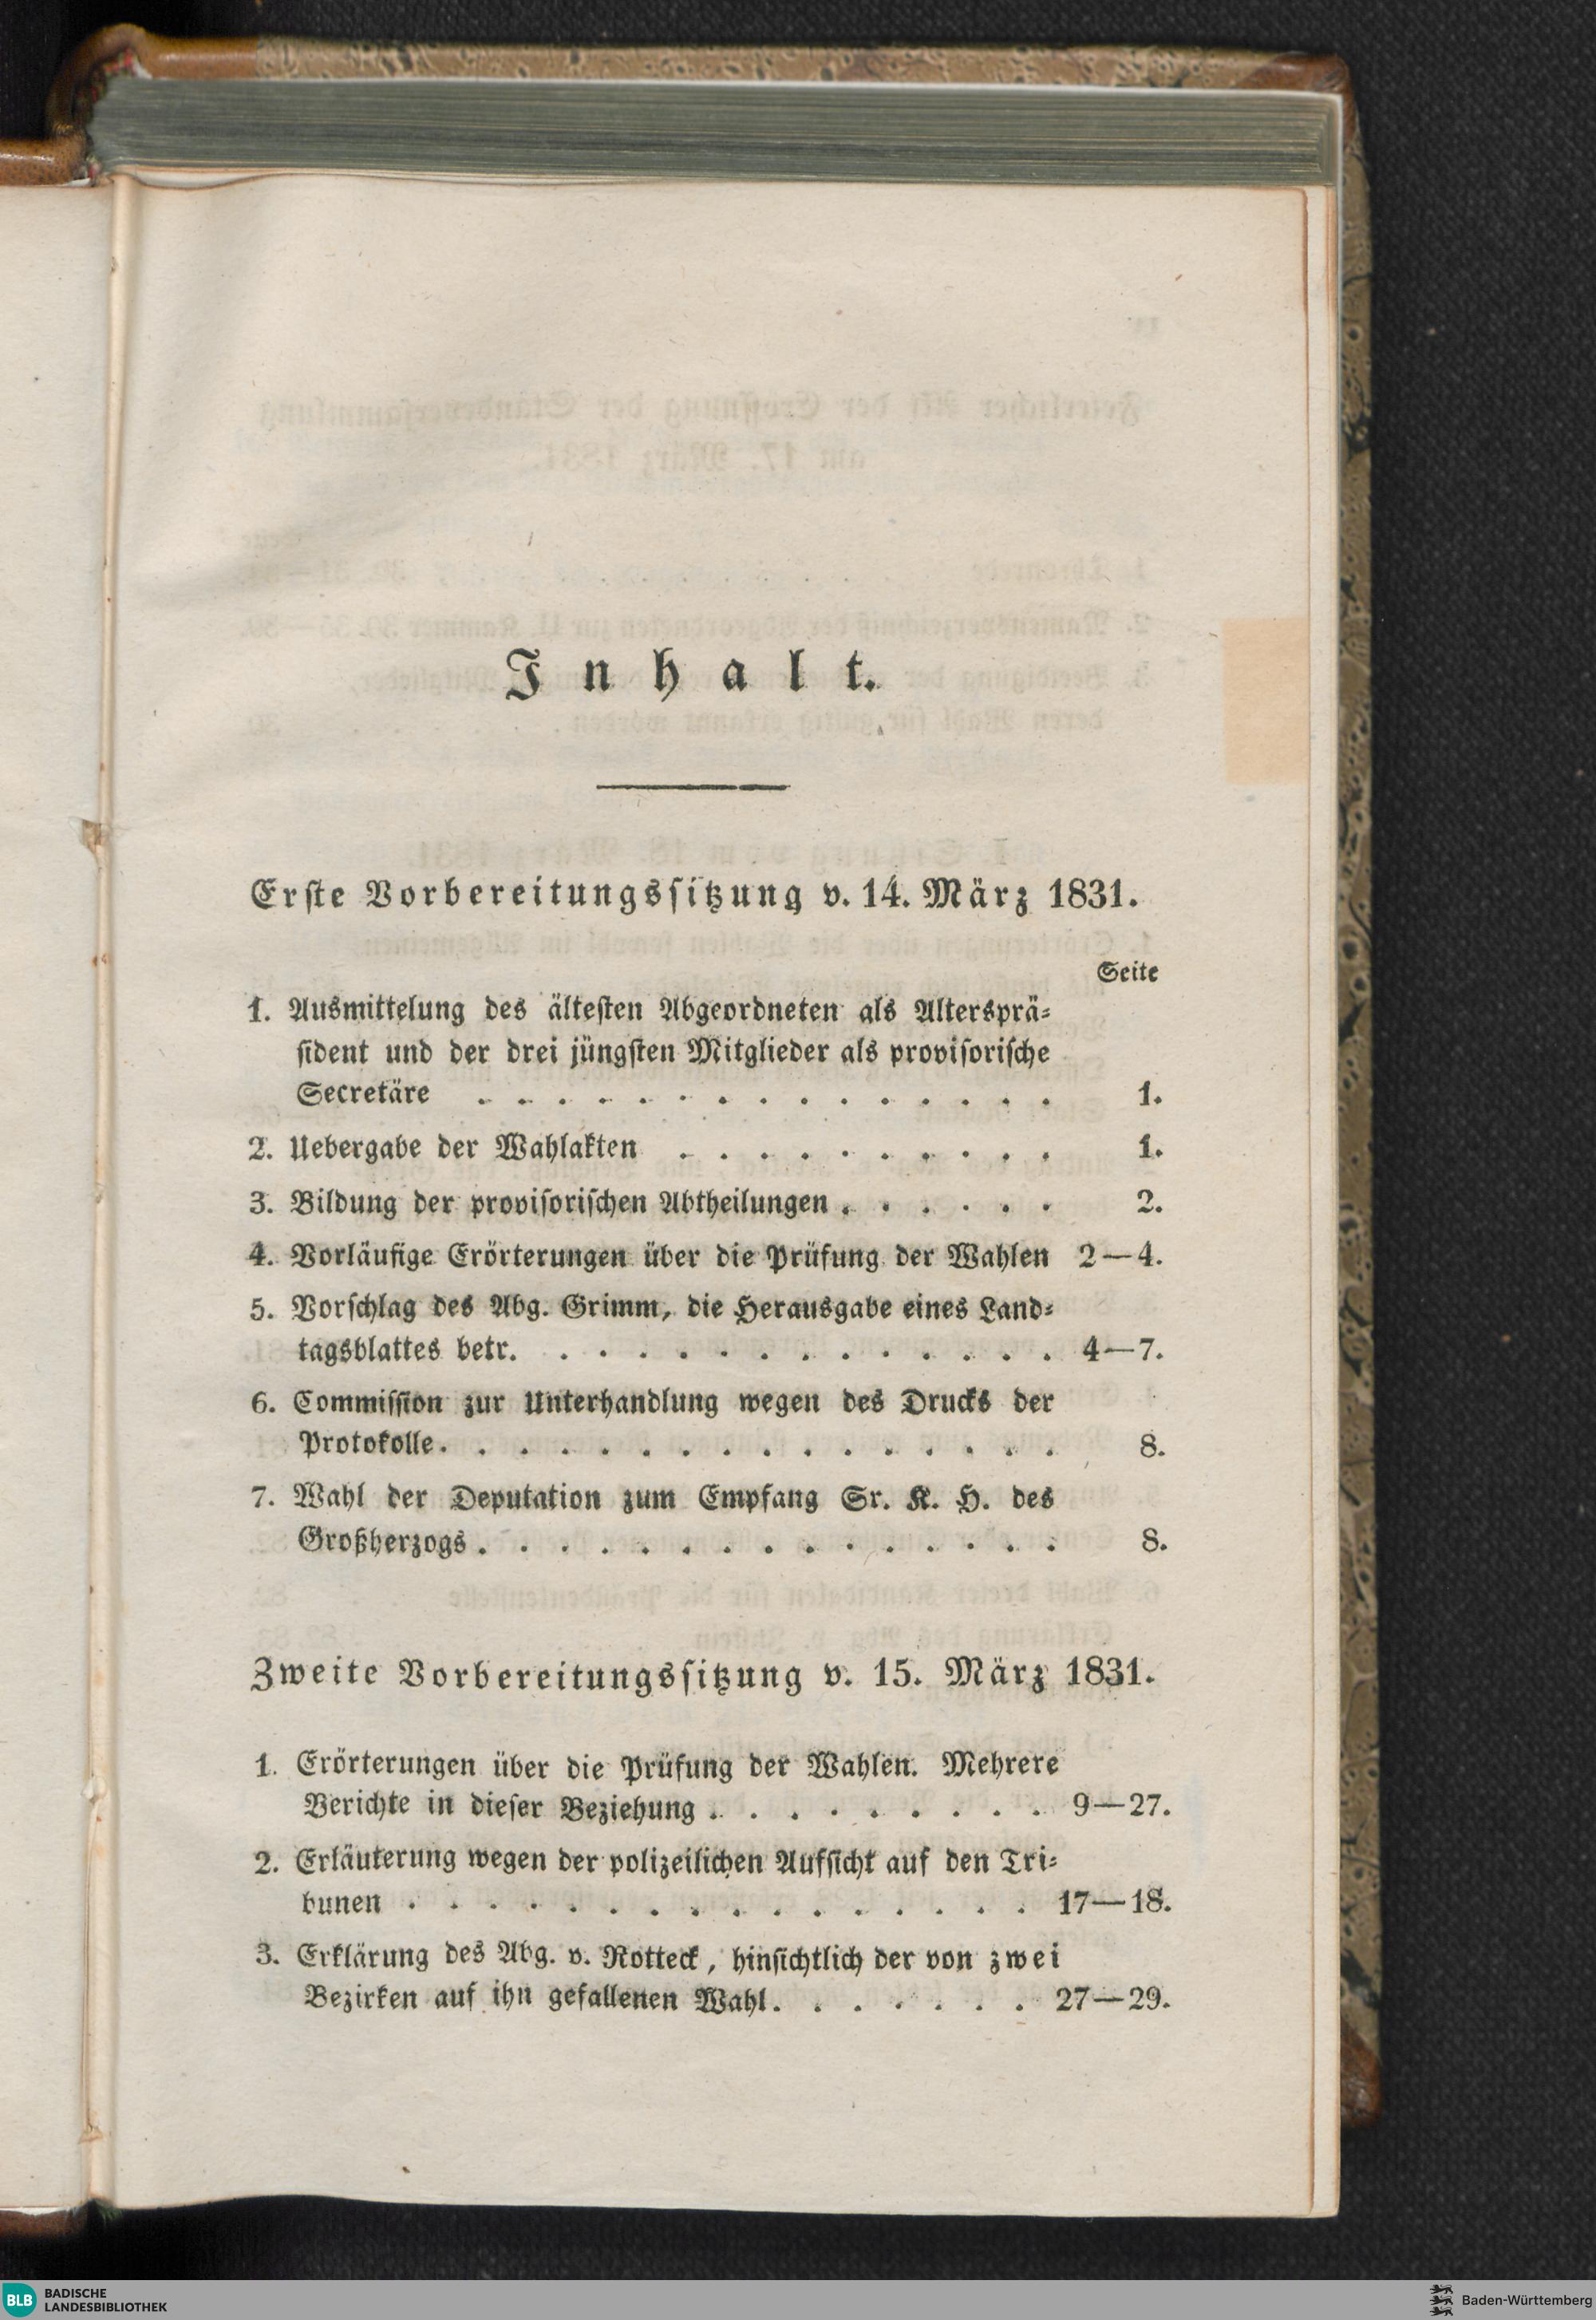 Inhalt.
Erste Vorbereitungssitzung v. 14. März 1831.
Seite
1. Ausmittelung des ältesten Abgeordneten als Altersprä-
sident und der drei jüngsten Mitglieder als provisorische
Secretäre . . . . . . . . . . . . . . . 1.
2. Uebergabe der Wahlakten . . . . . . . . . . 1.
3. Bildung der provisorischen Abtheilungen . . . . . . 2.
4. Vorläufige Erörterungen über die Prüfung der Wahlen 2—4.
5. Vorschlag des Abg. Grimm, die Herausgabe eines Land-
tagsblattes betr. . . . . . . . . . . . . . . 4—7.
6. Commission zur Unterhandlung wegen des Drucks der
Protokolle . . . . . . . . . . . . . . . . 8.
7. Wahl der Deputation zum Empfang Sr. K. H. des
Großherzogs . . . . . . . . . . . . . . . 8.
Zweite Vorbereitungssitzung v. 15. März 1831.
1. Erörterungen über die Prüfung der Wahlen. Mehrere
Berichte in dieser Beziehung . . . . . . . . . 9—27.
2. Erläuterung wegen der polizeilichen Aufsicht auf den Tri-
bunen . . . . . . . . . . . . . . . . 17—18.
3. Erklärung des Abg. v. Rotteck, hinsichtlich der von zwei
Bezirken auf ihn gefallenen Wahl . . . . . . . 27—29.
BLB BADISCHE
LANDESBIBLIOTHEK
Baden-Württemberg